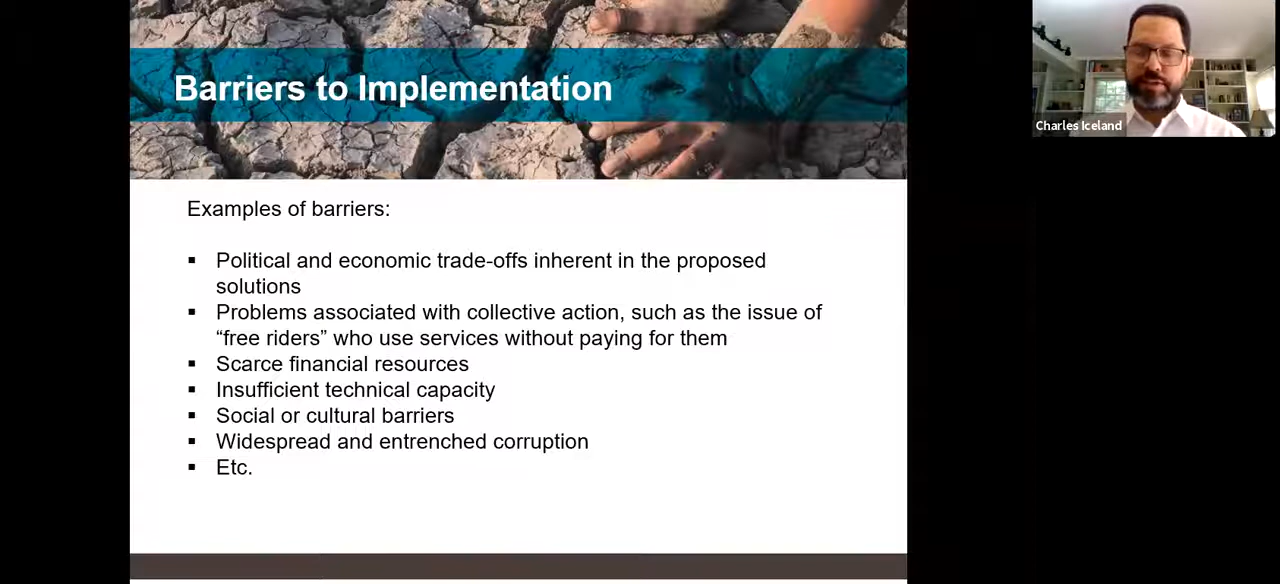 Barriers to Implementation
Charles Iceland
Examples of barriers:
▪ Political and economic trade-offs inherent in the proposed
solutions
▪ Problems associated with collective action, such as the issue of
“free riders” who use services without paying for them
▪ Scarce financial resources
▪ Insufficient technical capacity
▪ Social or cultural barriers
▪ Widespread and entrenched corruption
▪ Etc.